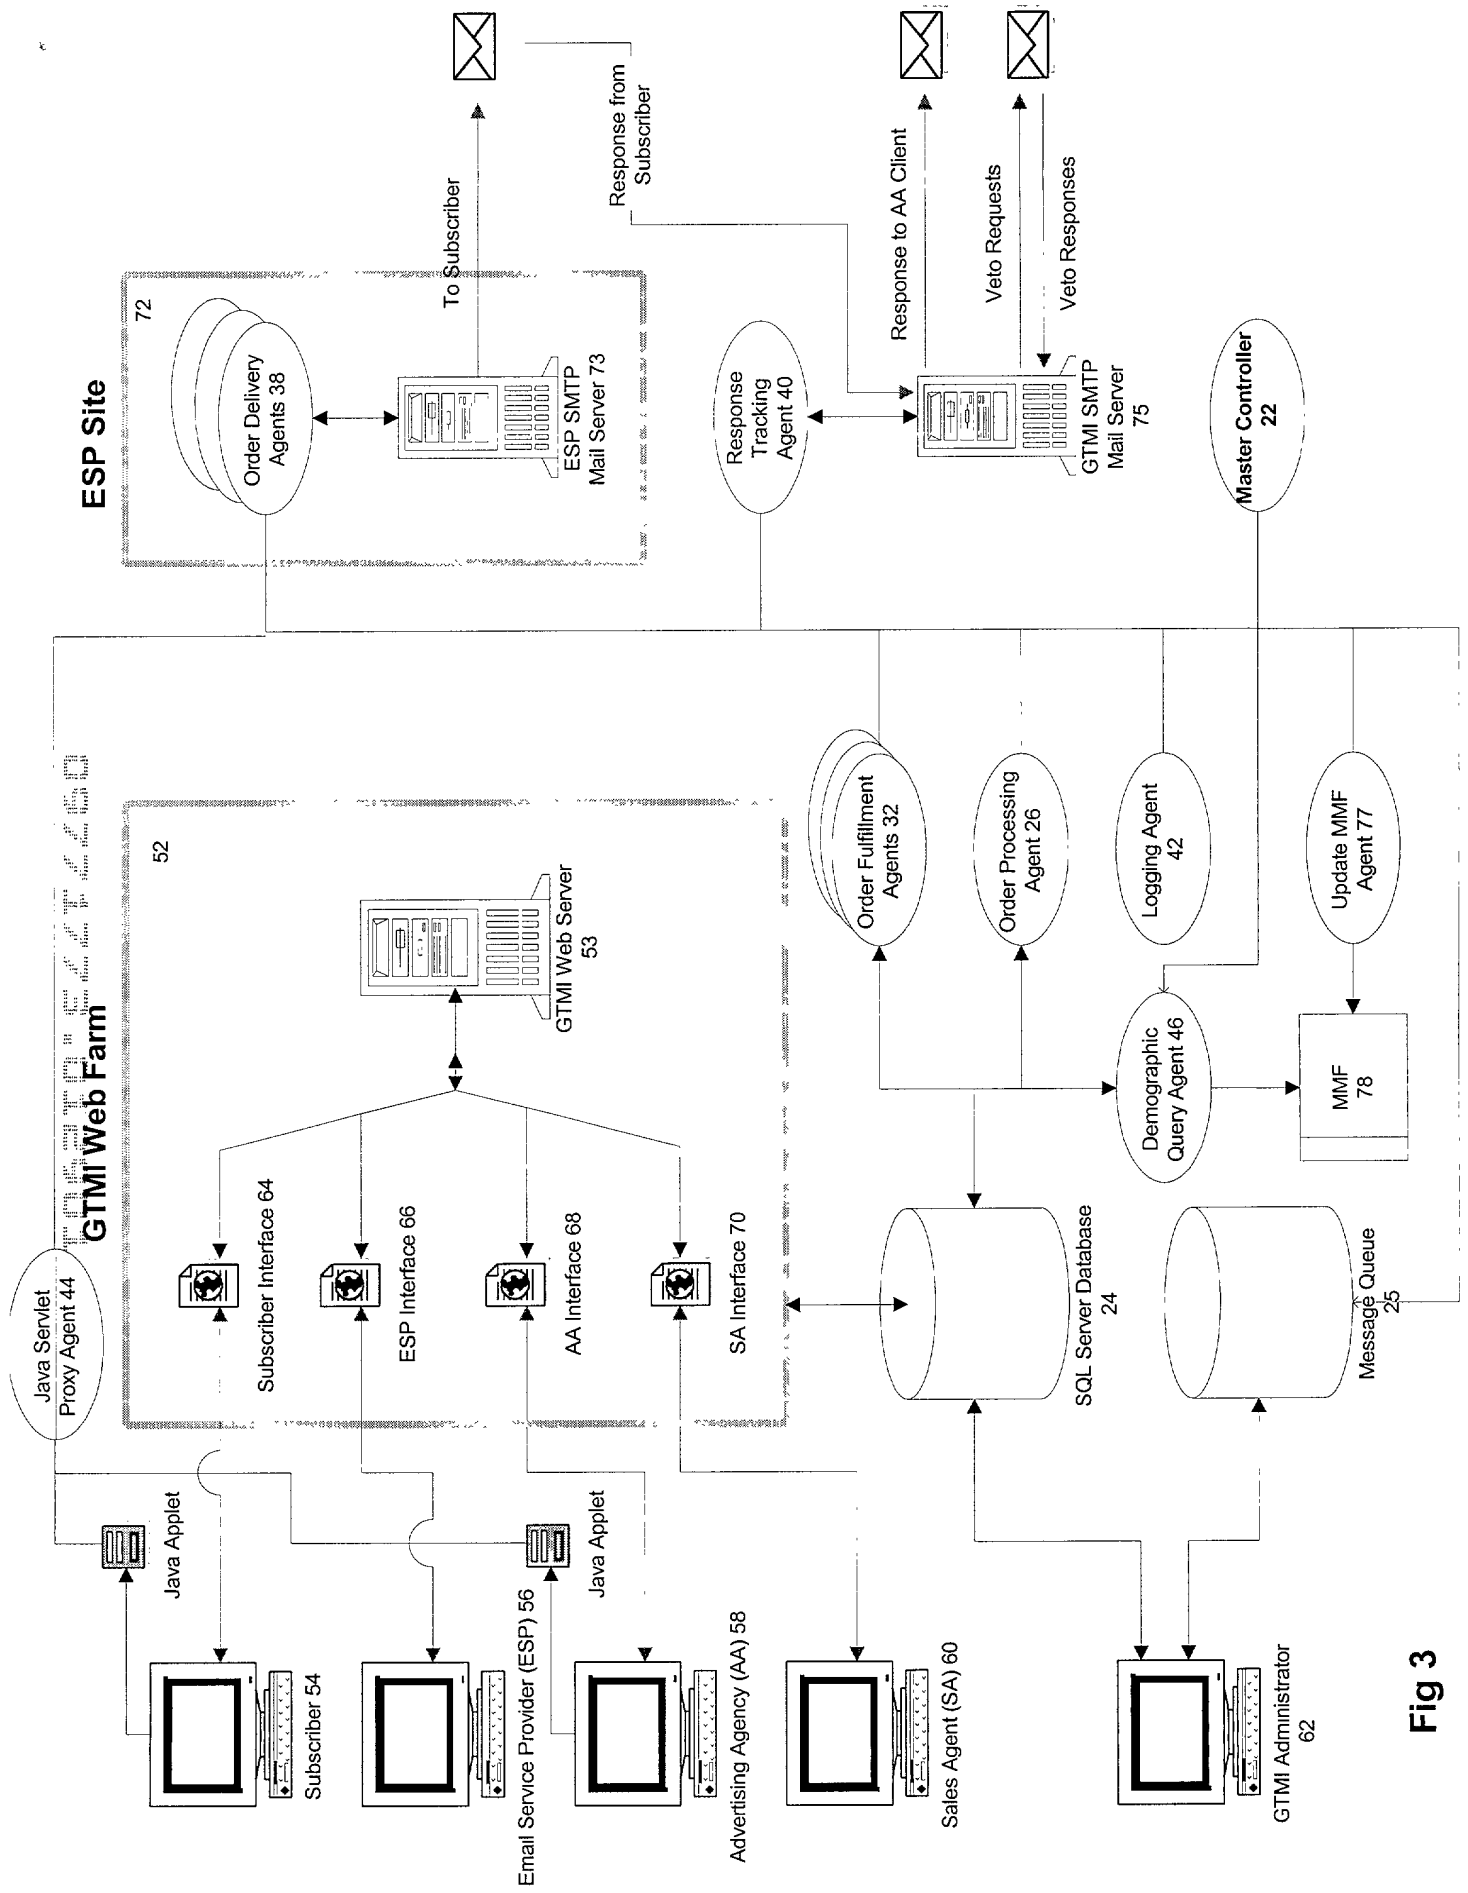 GTMI Web Farm
ESP Site
Java Servlet
Proxy Agent 44
52
72
Java Applet
Subscriber 54
Subscriber Interface 64
Order Delivery
Agents 38
To Subscriber
ESP Interface 66
GTMI Web Server
53
ESP SMTP
Mail Server 73
Response from
Subscriber
Email Service Provider (ESP) 56
Java Applet
AA Interface 68
Advertising Agency (AA) 58
SA Interface 70
Response
Tracking
Agent 40
Response to AA Client
Sales Agent (SA) 60
Order Fulfillment
Agents 32
Veto Requests
Veto Responses
GTMI SMTP
Mail Server
75
SQL Server Database
24
Order Processing
Agent 26
Demographic
Query Agent 46
Logging Agent
42
Master Controller
22
GTMI Administrator
62
Message Queue
25
MMF
78
Update MMF
Agent 77
Fig 3